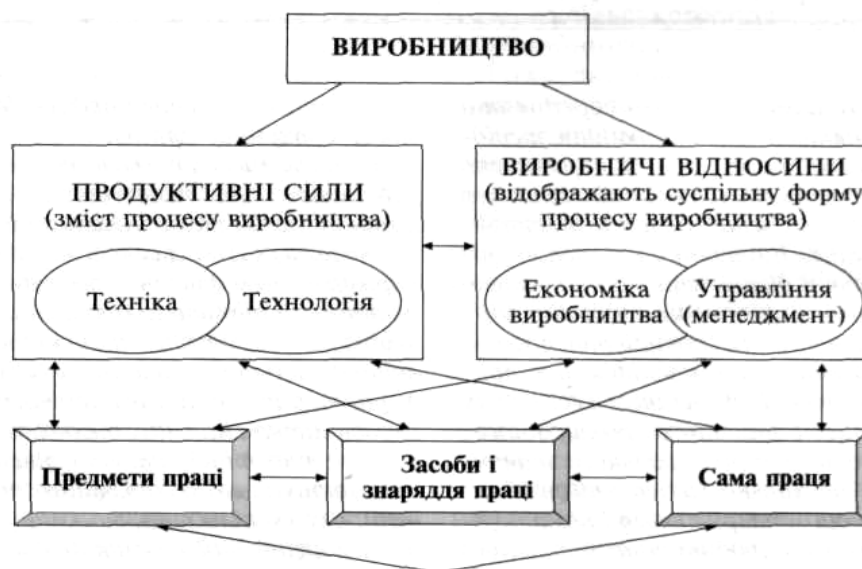 ВИРОБНИЦТВО
ПРОДУКТИВНІ СИЛИ
(зміст процесу виробництва)
Техніка
Технологія
ВИРОБНИЧІ ВІДНОСИНИ
(відображають суспільну форму
процесу виробництва)
Економіка
виробництва
Управління
(менеджмент)
Предмети праці
Засоби і
знаряддя праці
Сама праця